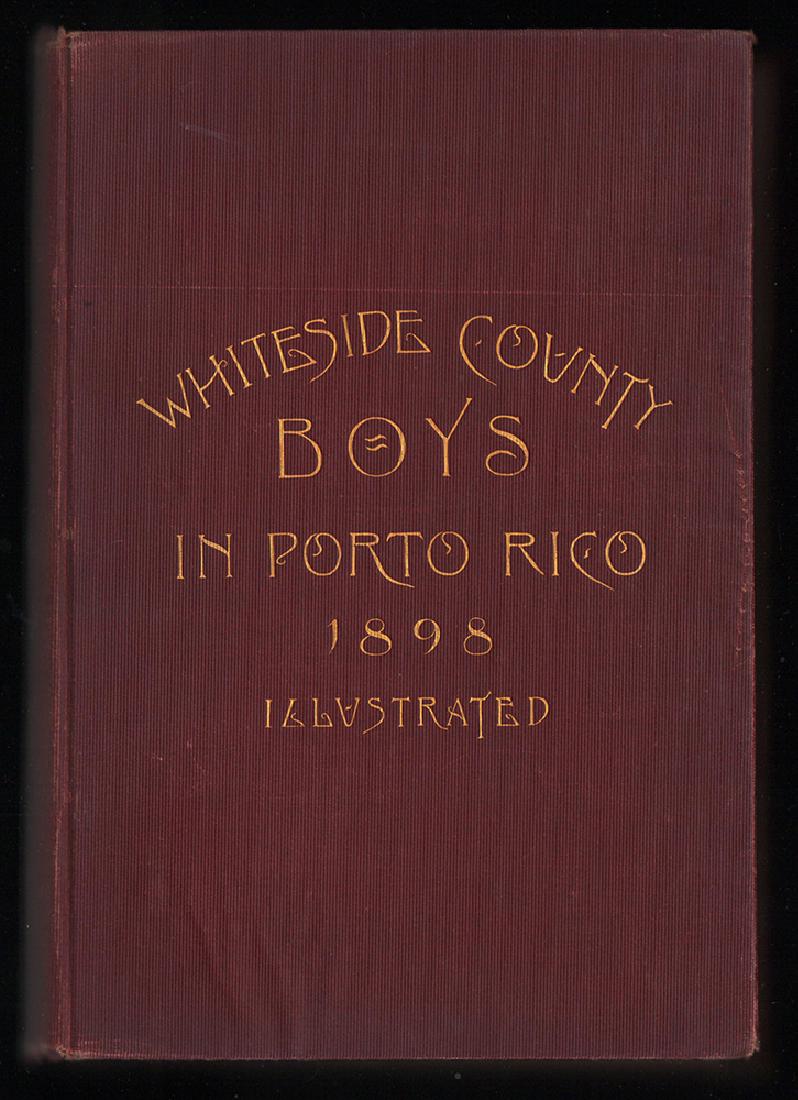 WHITESIDE COUNTY
BOYS
IN PORTO RICO
1898
ILLUSTRATED